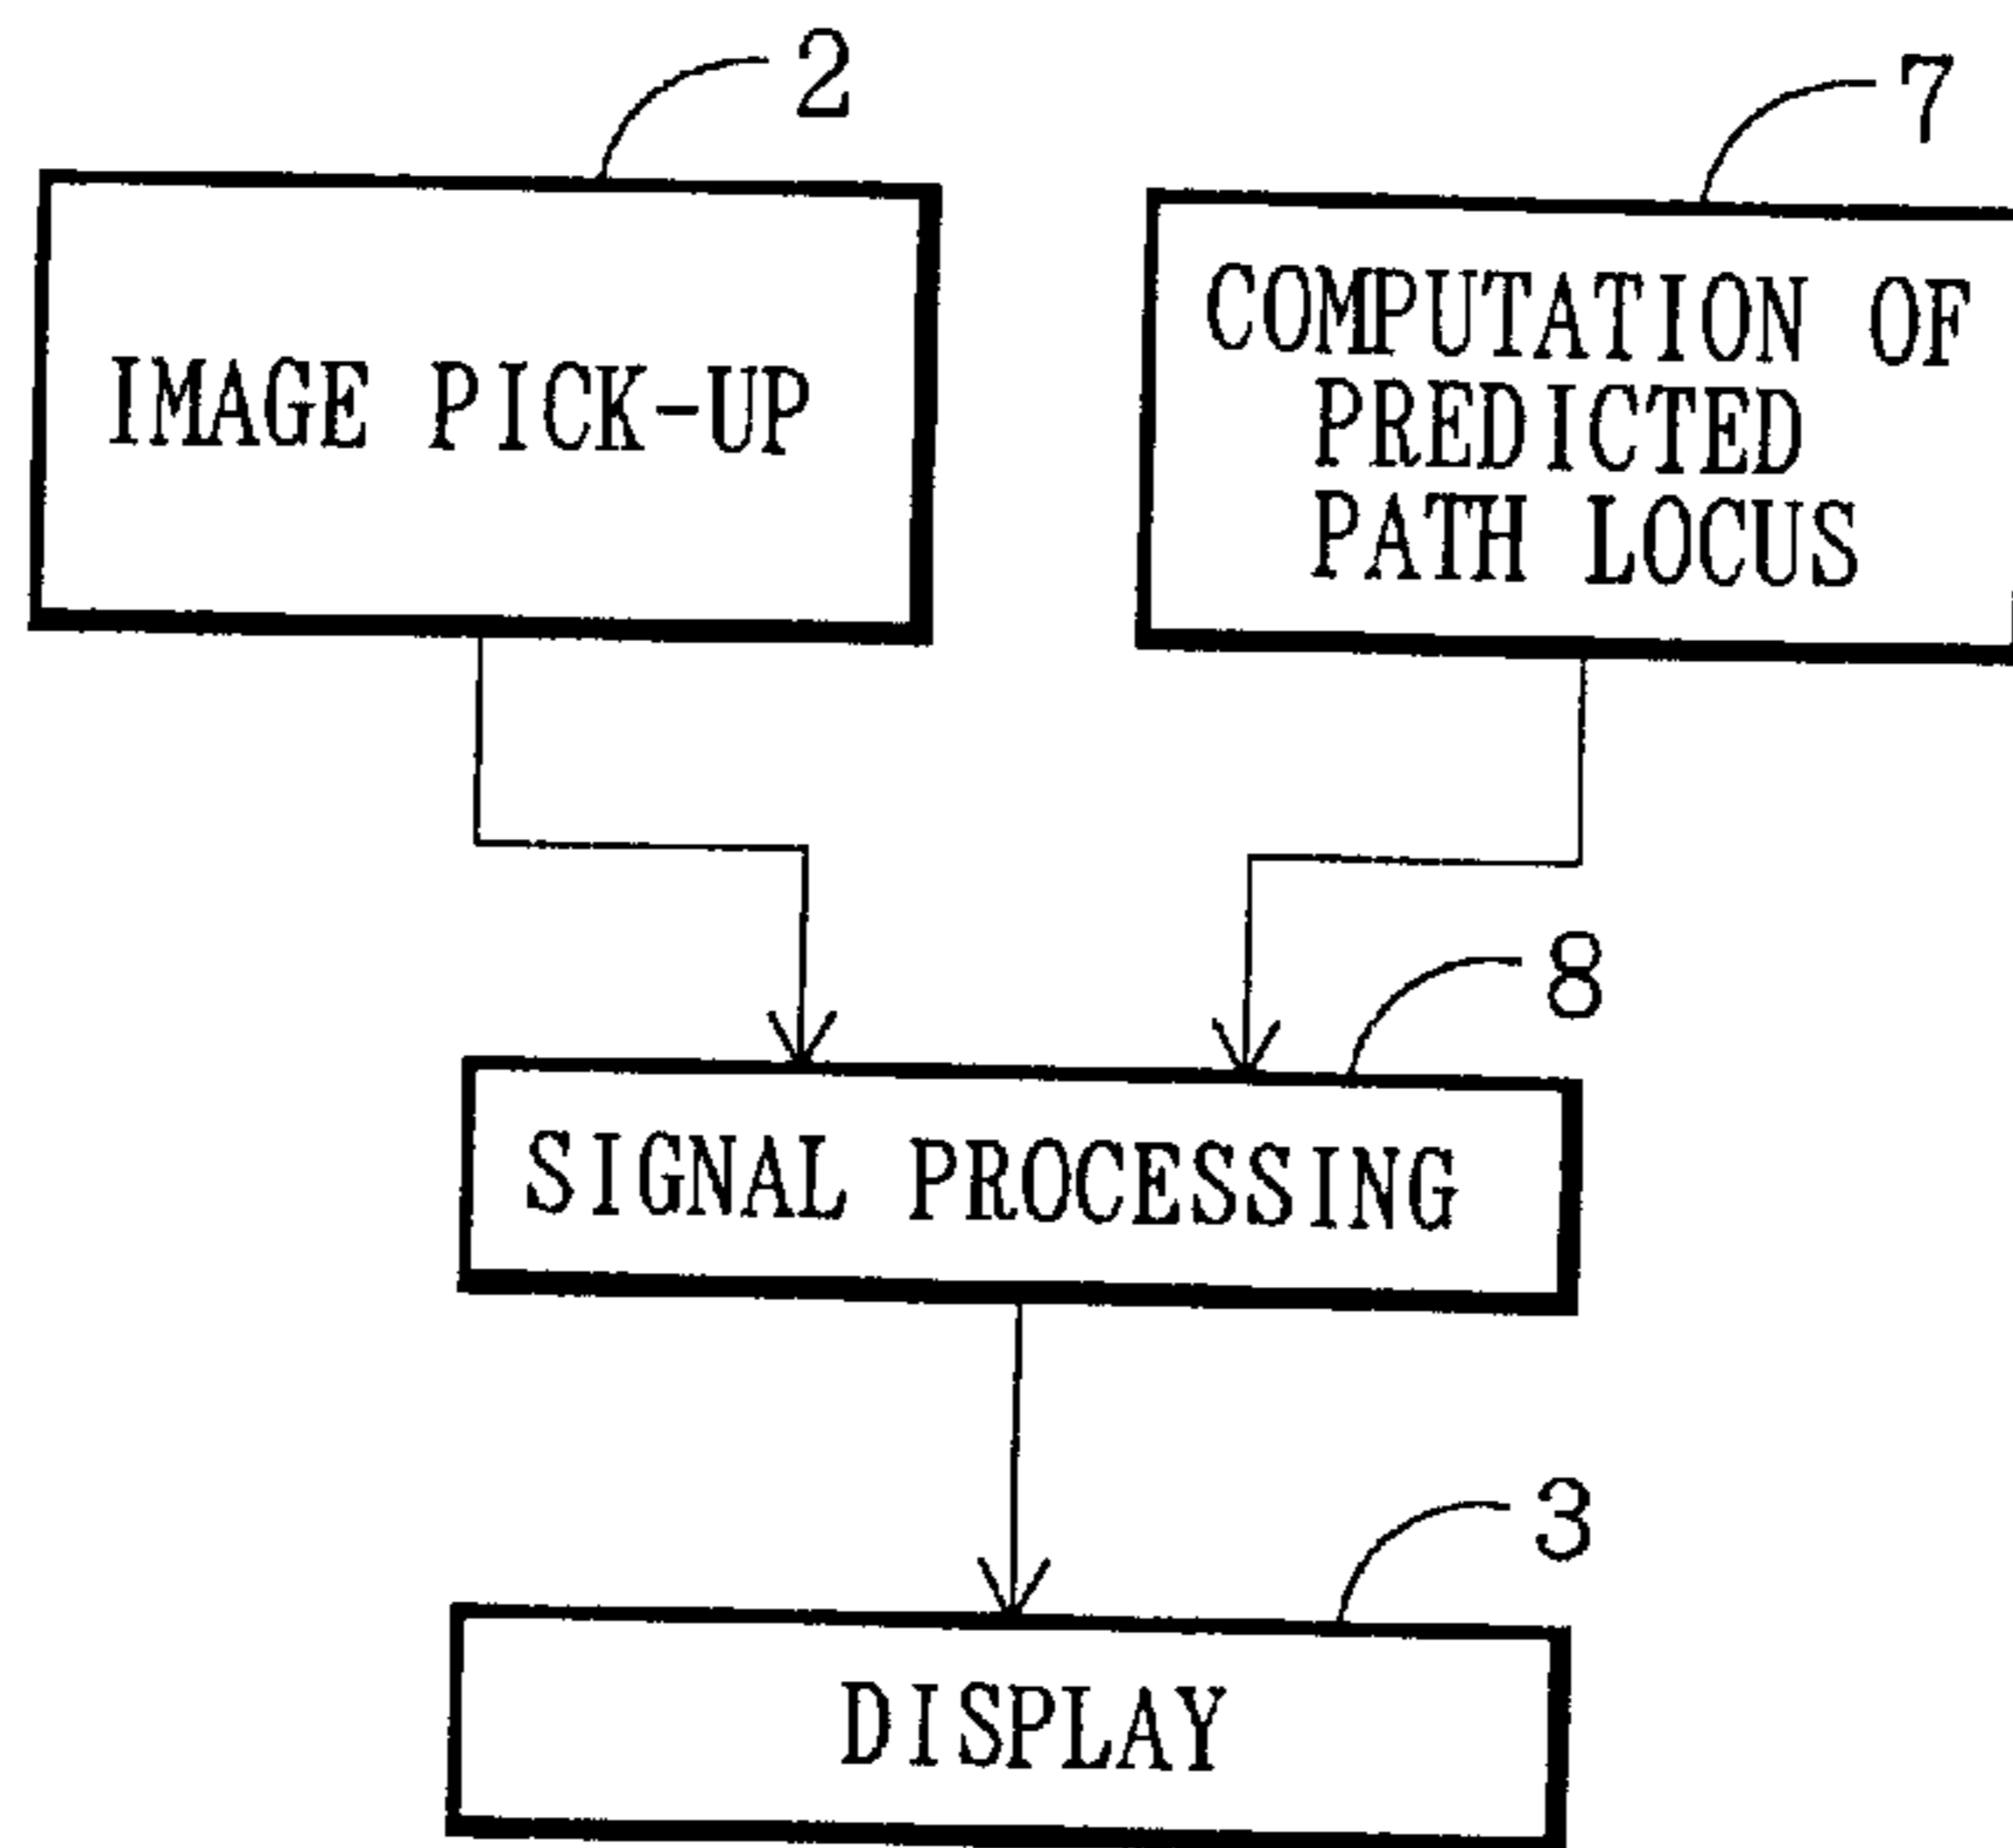 2
7
IMAGE PICK-UP
COMPUTATION OF
PREDICTED
PATH LOCUS
8
SIGNAL PROCESSING
3
DISPLAY